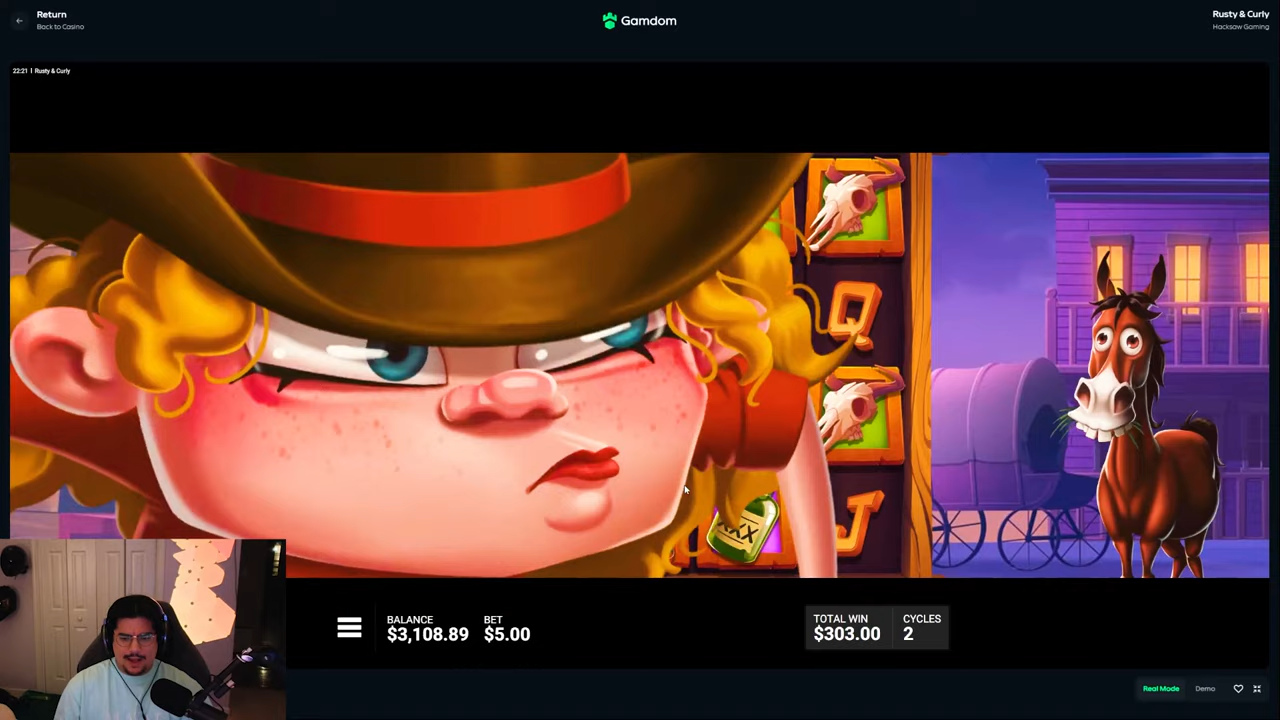 Return
Back to Casino
Gamdom
Rusty & Curly
Hacksaw Gaming
22:21 | Rusty & Curly
Q
J
XXX
BALANCE
$3,108.89
BET
$5.00
TOTAL WIN
$303.00
CYCLES
2
Real Mode
Demo